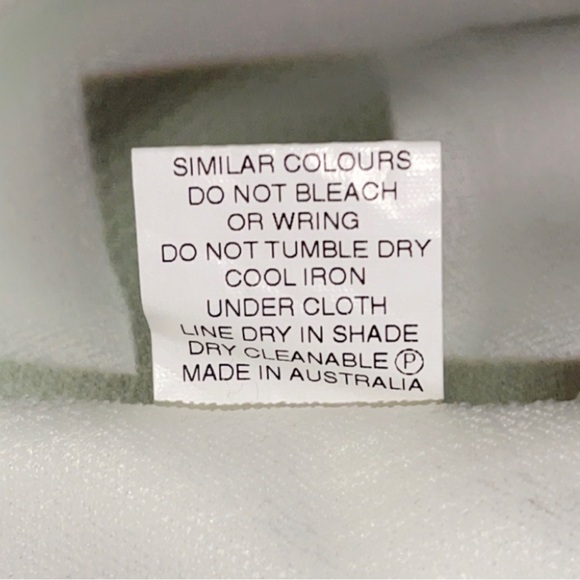 SIMILAR COLOURS
DO NOT BLEACH
OR WRING
DO NOT TUMBLE DRY
COOL IRON
UNDER CLOTH
LINE DRY IN SHADE
DRY CLEANABLE Ⓟ
MADE IN AUSTRALIA